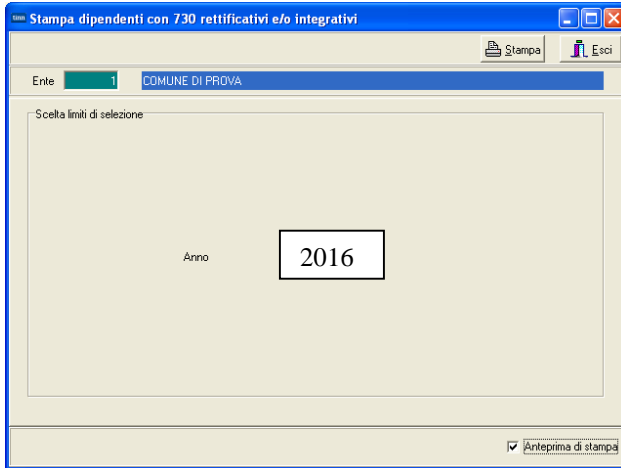 tinn Stampa dipendenti con 730 rettificativi e/o integrativi
Stampa Esci
Ente 1 COMUNE DI PROVA
Scelta limiti di selezione
Anno 2016
Anteprima di stampa